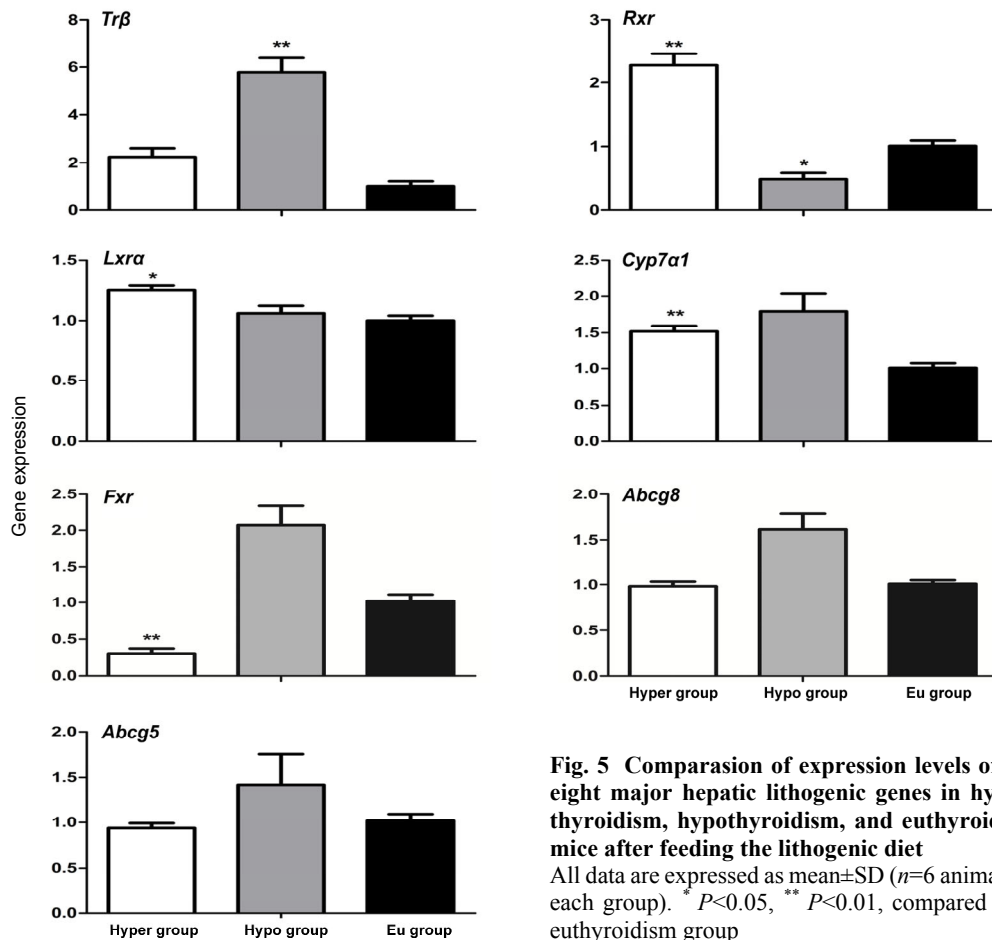 Trβ
**
8
6
4
2
0
Rxr
**
*
3
2
1
0
Lxrα
*
1.5
1.0
0.5
0.0
Cyp7α1
**
2.5
2.0
1.5
1.0
0.5
0.0
Gene expression
Fxr
**
2.5
2.0
1.5
1.0
0.5
0.0
Abcg8
2.0
1.5
1.0
0.5
0.0
Hyper group Hypo group Eu group
Abcg5
2.0
1.5
1.0
0.5
0.0
Hyper group Hypo group Eu group
Fig. 5 Comparasion of expression levels
eight major hepatic lithogenic genes in
thyroidism, hypothyroidism, and
mice after feeding the lithogenic diet
All data are expressed as mean±SD (n=6
each group). * P<0.05, ** P<0.01, compared
euthyroidism group